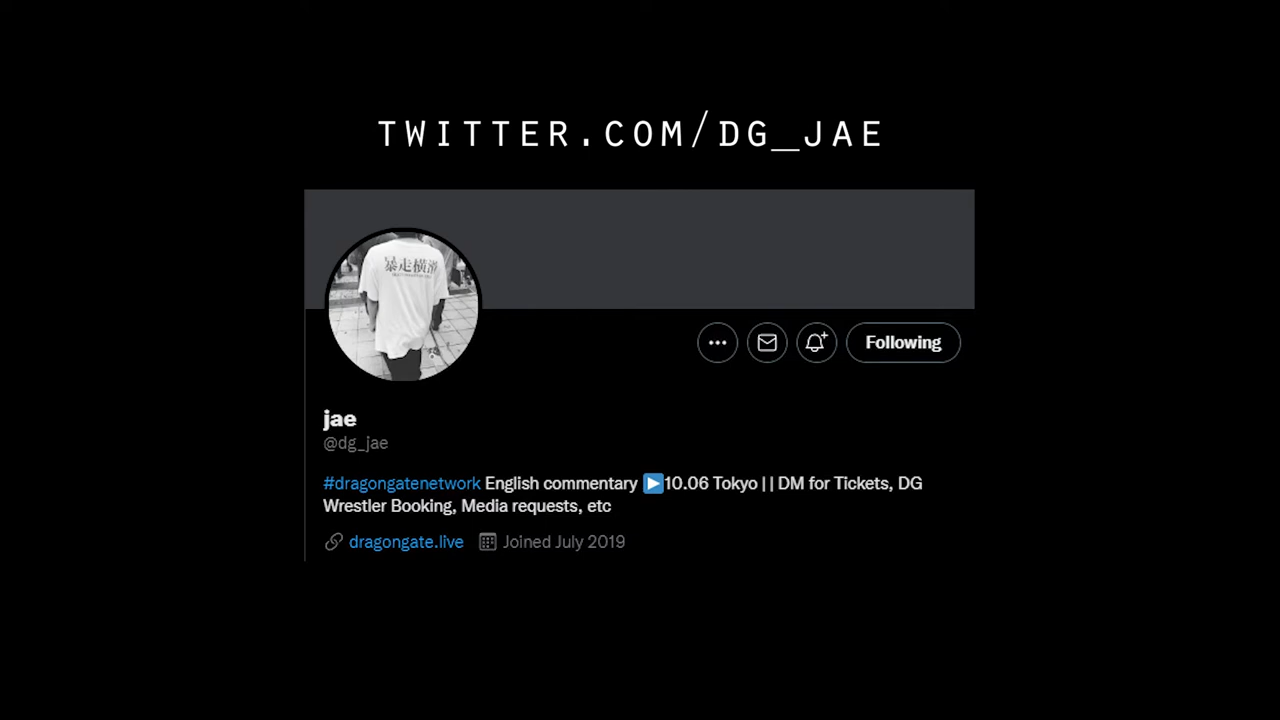 TWITTER.COM/DG_JAE
暴走横浜
Following
jae
@dg_jae
#dragongatenetwork English commentary ▶10.06 Tokyo || DM for Tickets, DG
Wrestler Booking, Media requests, etc
dragongate.live Joined July 2019